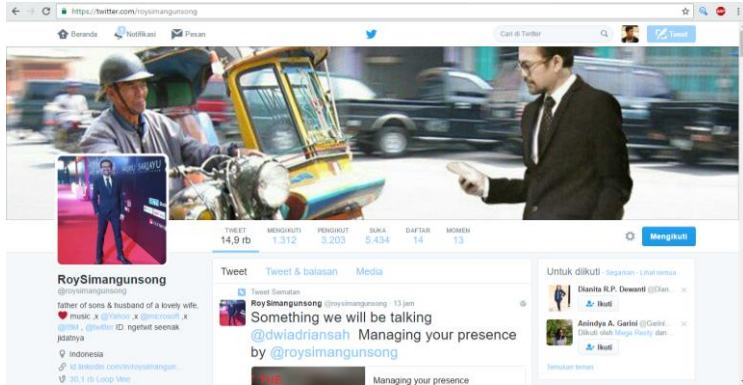 https://twitter.com/roysimangunsong
Beranda Notifikasi Pesan Cari di Twitter Tweet
TWEET MENGIKUTI PENGIKUT SUKA DAFTAR MOMEN
14,9 rb 1.312 3.203 5.434 14 13
Mengikuti
RoySimangunsong
@roysimangunsong
father of sons & husband of a lovely wife,
❤ music ,x @Yahoo ,x @microsoft ,x
@IBM , @twitter ID. ngetwit seenak
jidatnya
Indonesia
id.linkedin.com/in/roysimangun...
30,1 rb Loop Vine
Tweet Tweet & balasan Media
Tweet Sematan
RoySimangunsong @roysimangunsong · 13 jam
Something we will be talking
@dwiadriansah Managing your presence
by @roysimangunsong
Managing your presence
Untuk diikuti · Segarkan · Lihat semua
Dianita R.P. Dewanti @Dian...
Ikuti
Anindya A. Garini @Garini...
Diikuti oleh Mega Resty dan...
Ikuti
Temukan teman